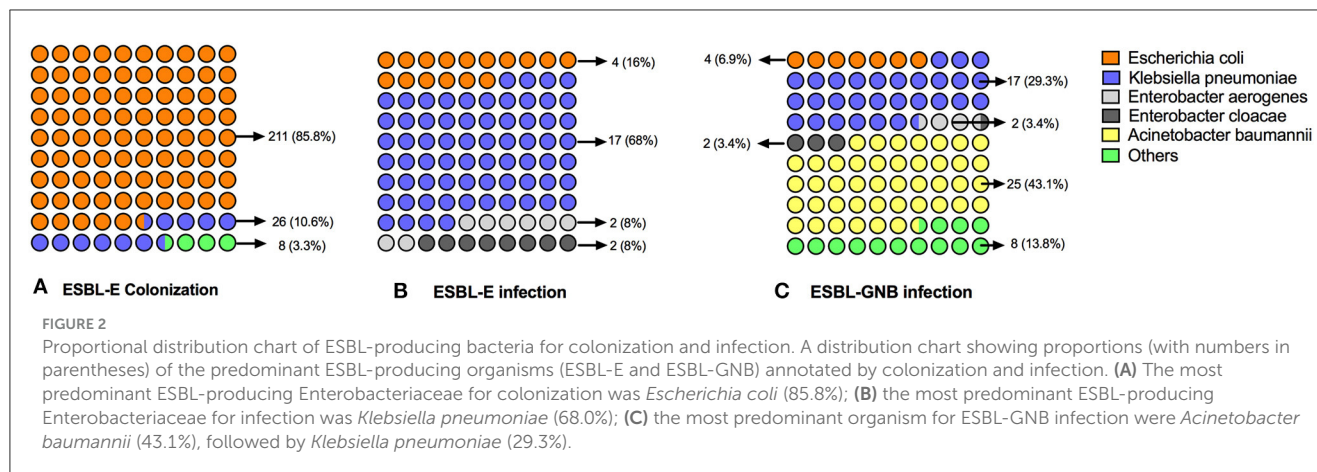 211 (85.8%)
26 (10.6%)
8 (3.3%)
A ESBL-E Colonization
4 (16%)
17 (68%)
2 (8%)
2 (8%)
B ESBL-E infection
4 (6.9%)
17 (29.3%)
2 (3.4%)
2 (3.4%)
25 (43.1%)
8 (13.8%)
C ESBL-GNB infection
Escherichia coli
Klebsiella pneumoniae
Enterobacter aerogenes
Enterobacter cloacae
Acinetobacter baumannii
Others
FIGURE 2
Proportional distribution chart of ESBL-producing bacteria for colonization and infection. A distribution chart showing proportions (with numbers in
parentheses) of the predominant ESBL-producing organisms (ESBL-E and ESBL-GNB) annotated by colonization and infection. (A) The most
predominant ESBL-producing Enterobacteriaceae for colonization was Escherichia coli (85.8%); (B) the most predominant ESBL-producing
Enterobacteriaceae for infection was Klebsiella pneumoniae (68.0%); (C) the most predominant organism for ESBL-GNB infection were Acinetobacter
baumannii (43.1%), followed by Klebsiella pneumoniae (29.3%).